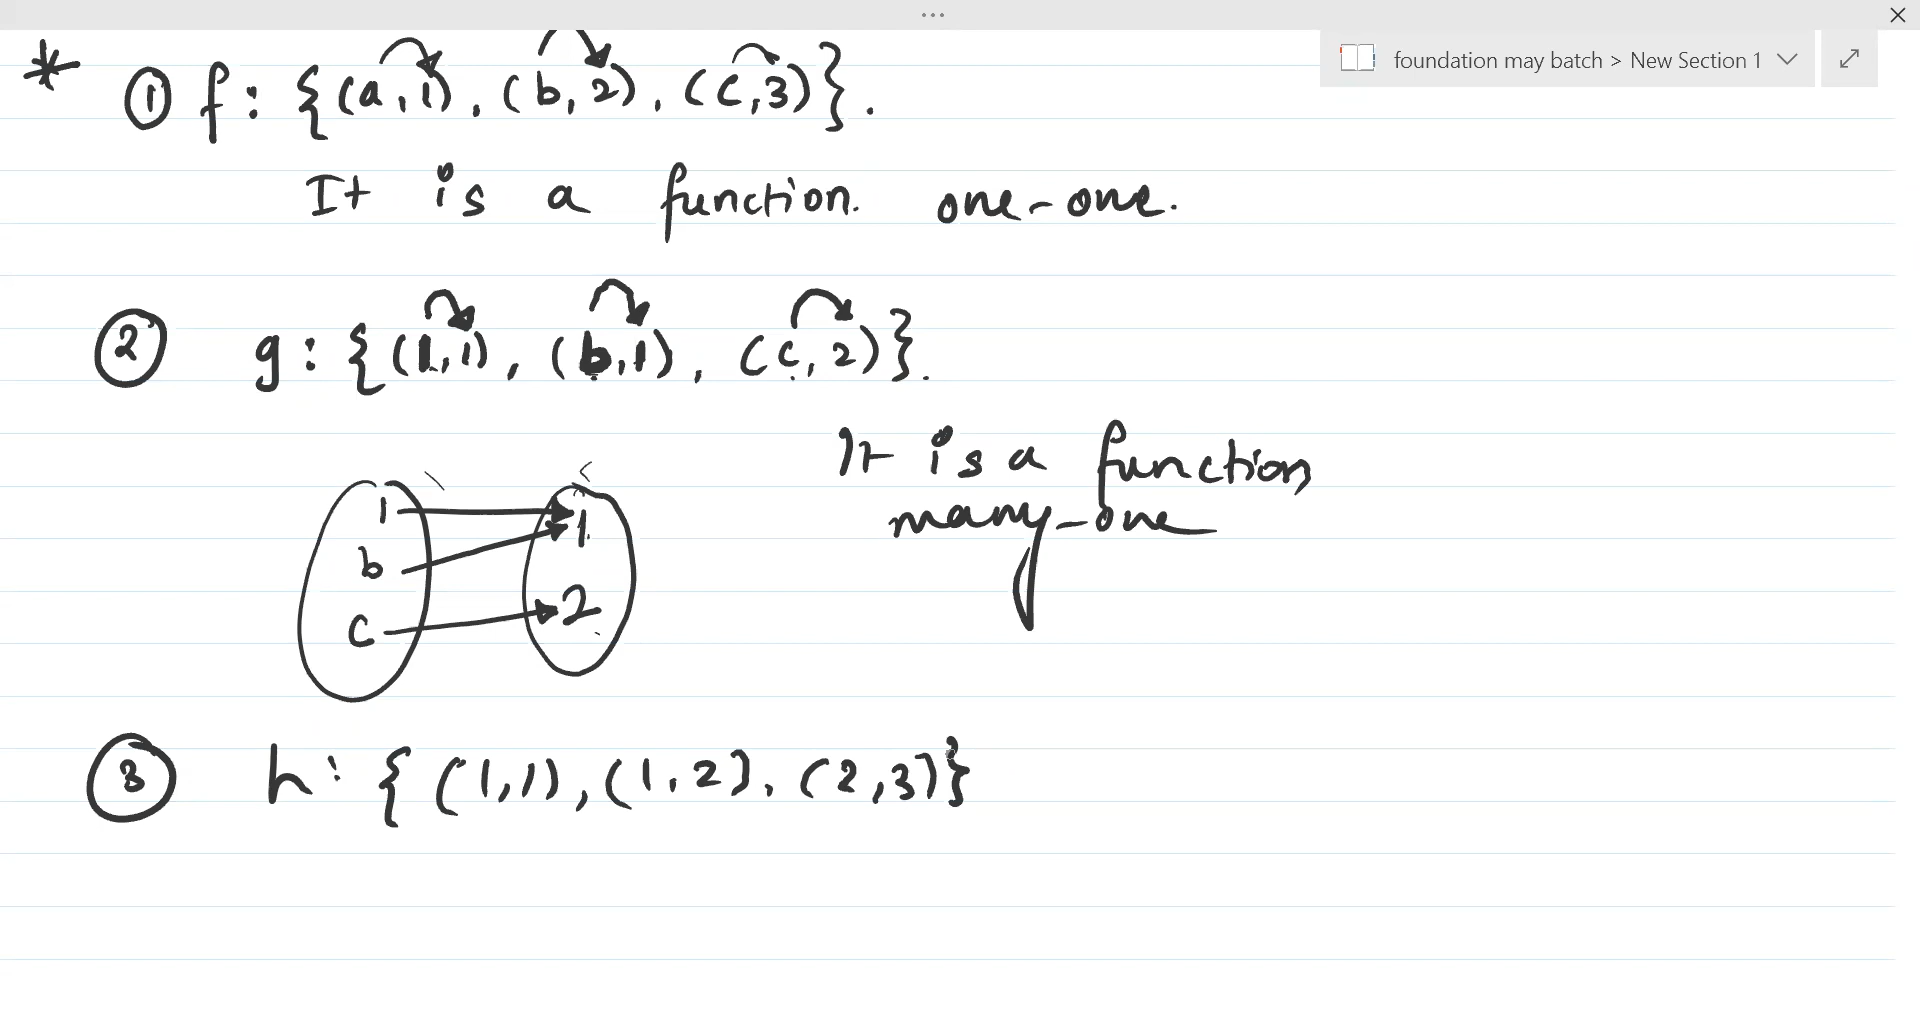 ...
foundation may batch > New Section 1
* ① f : {(a,1), (b,2), (c,3)}.
It is a function. one-one.
② g : {(1,1), (b,1), (c,2)}.
It is a function
many-one
1 1
b
c 2
③ h : {(1,1), (1,2), (2,3)}